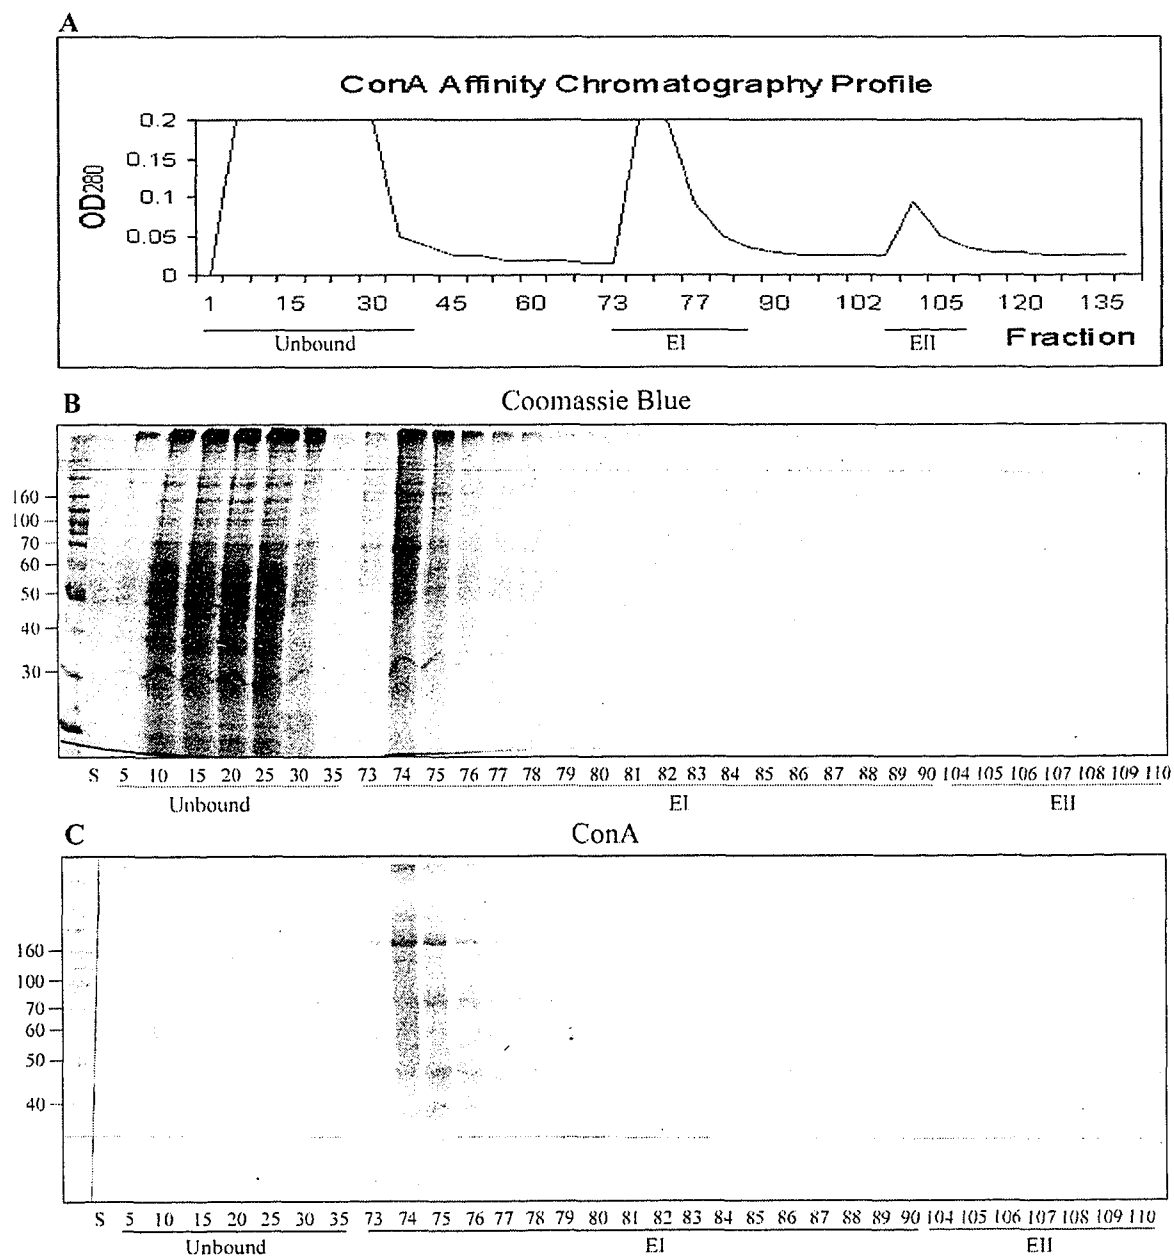 A
ConA Affinity Chromatography Profile
OD280
0.2
0.15
0.1
0.05
0
1 15 30 45 60 73 77 90 102 105 120 135
Unbound EI EII Fraction
B Coomassie Blue
160
100
70
60
50
40
30
S 5 10 15 20 25 30 35 73 74 75 76 77 78 79 80 81 82 83 84 85 86 87 88 89 90 104 105 106 107 108 109 110
Unbound EI EII
C ConA
160
100
70
60
50
40
S 5 10 15 20 25 30 35 73 74 75 76 77 78 79 80 81 82 83 84 85 86 87 88 89 90 104 105 106 107 108 109 110
Unbound EI EII